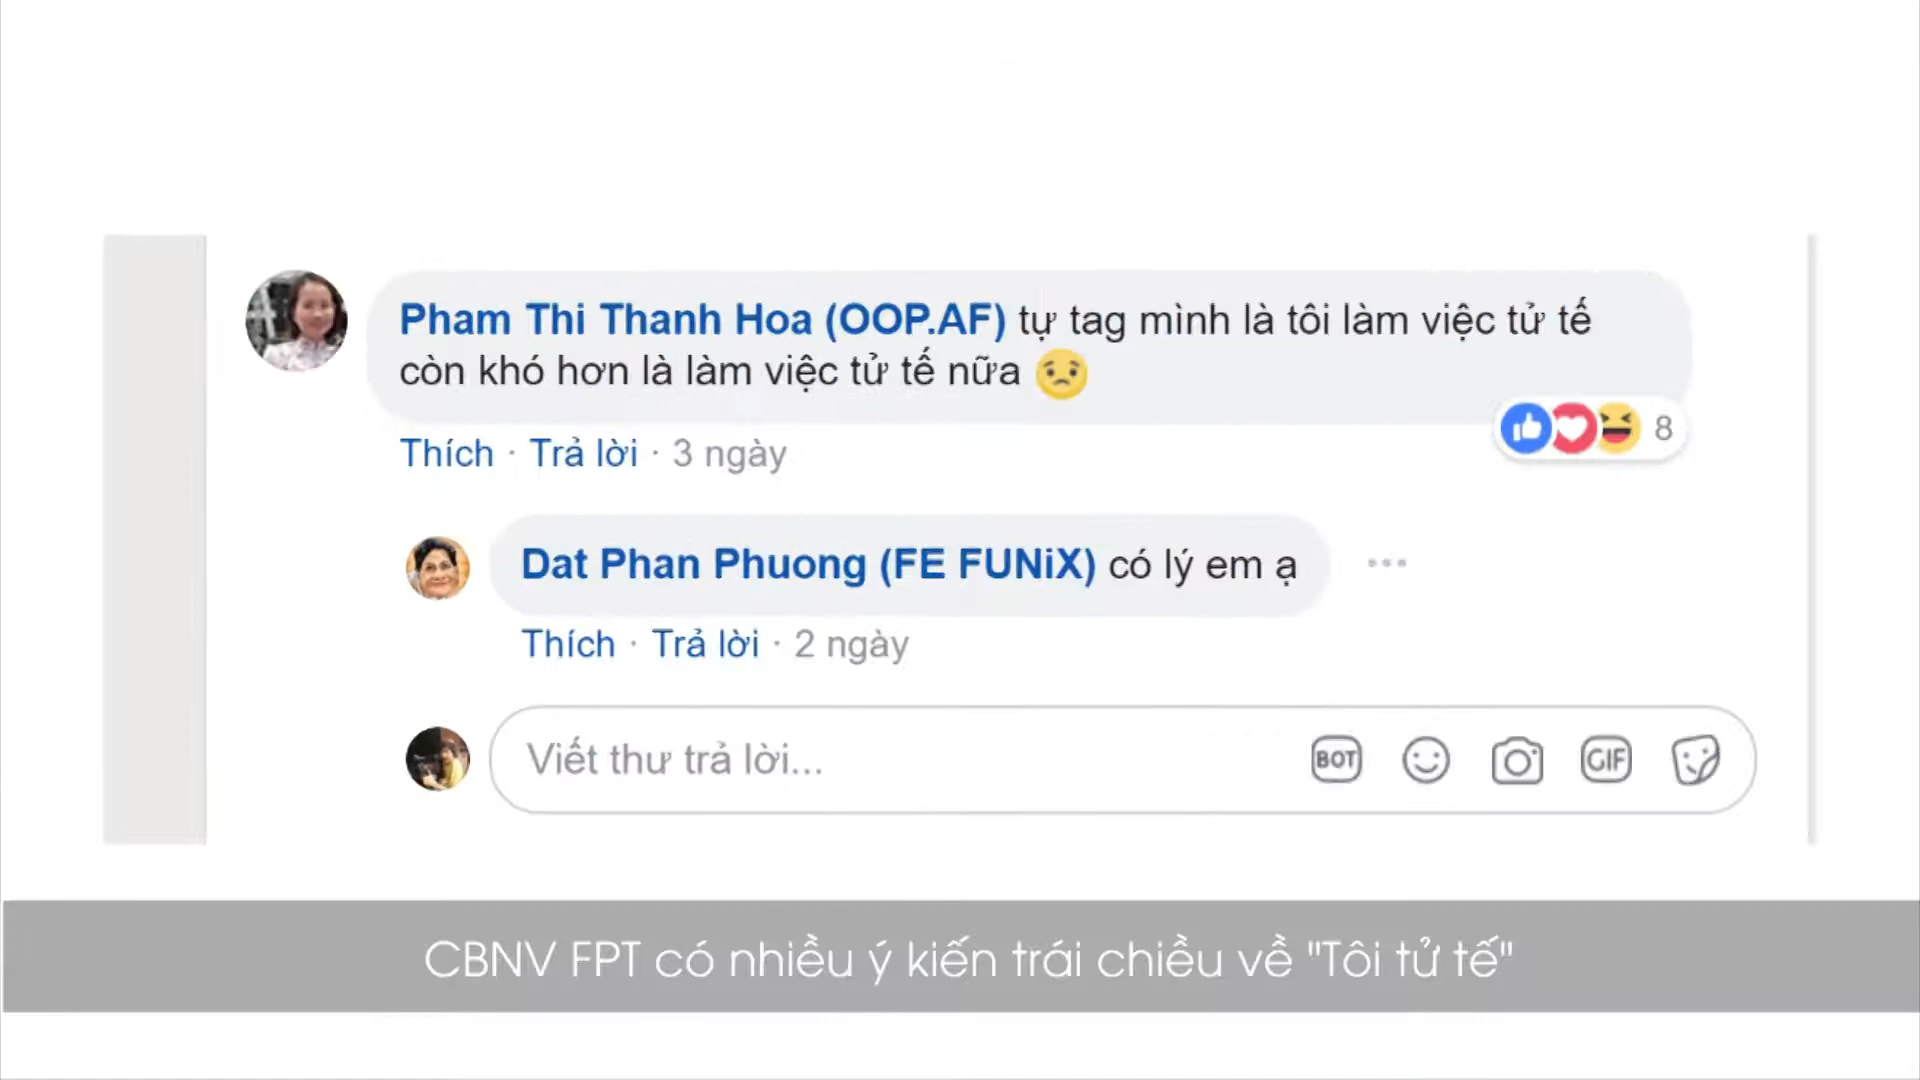 Pham Thi Thanh Hoa (OOP.AF) tự tag mình là tôi làm việc tử tế
còn khó hơn là làm việc tử tế nữa 😟
8
Thích · Trả lời · 3 ngày
Dat Phan Phuong (FE FUNiX) có lý em ạ
Thích · Trả lời · 2 ngày
Viết thư trả lời... BOT GIF
CBNV FPT có nhiều ý kiến trái chiều về "Tôi tử tế"